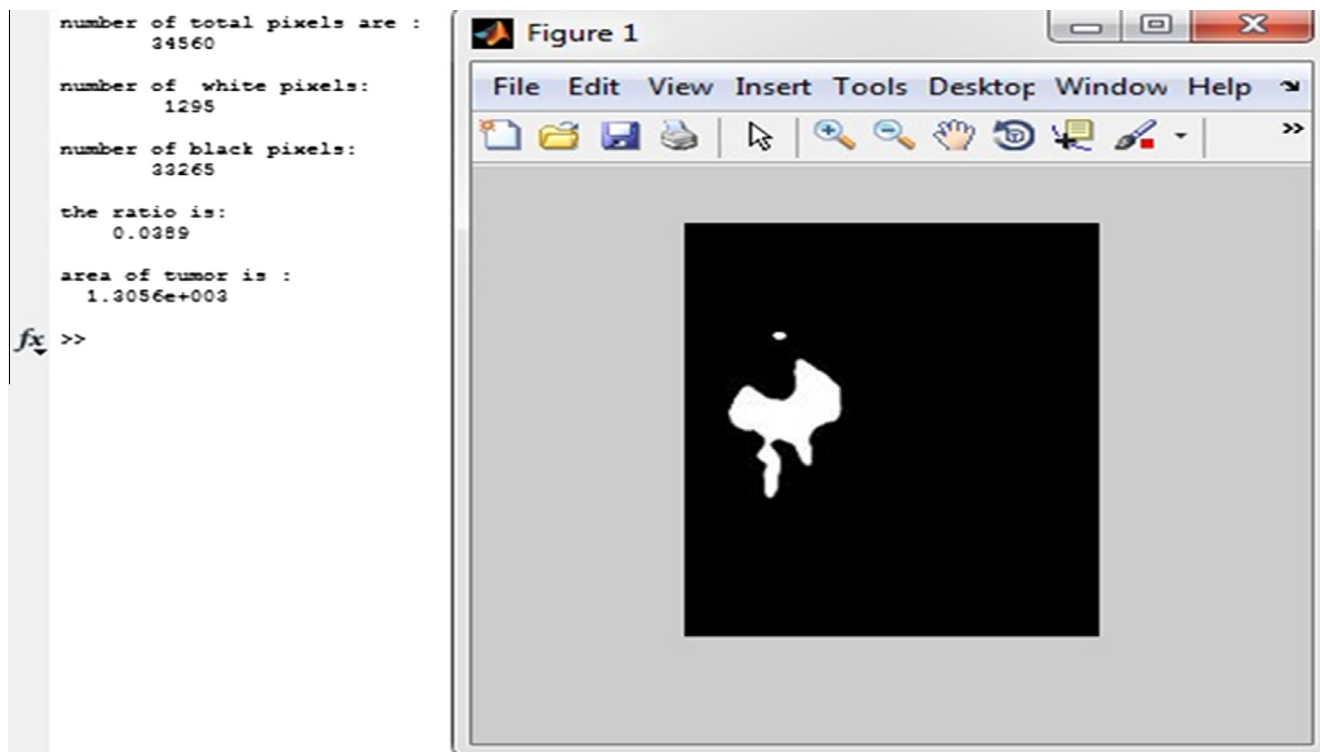 number of total pixels are :
34560
number of  white pixels:
1295
number of black pixels:
33265
the ratio is:
0.0389
area of tumor is :
1.3056e+003
fx >>
Figure 1
File Edit View Insert Tools Desktop Window Help